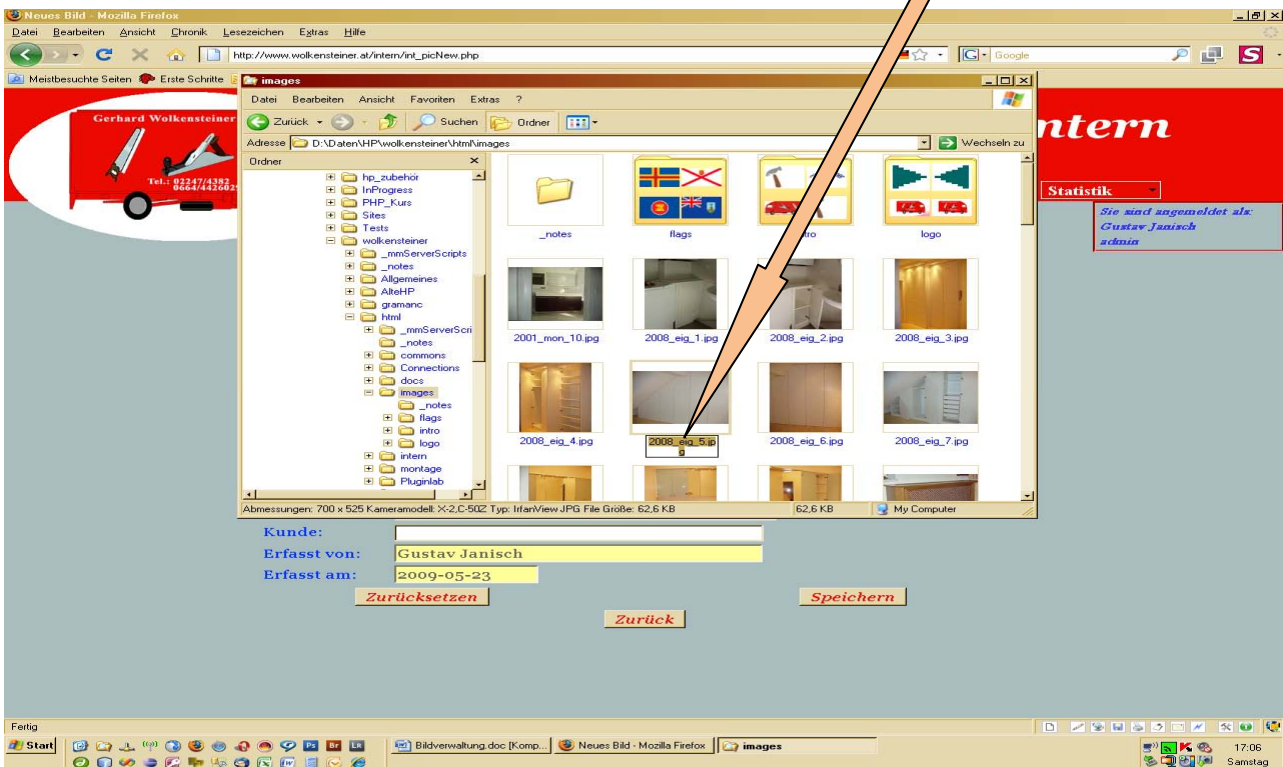 Neues Bild - Mozilla Firefox
Datei Bearbeiten Ansicht Chronik Lesezeichen Extras Hilfe
http://www.wolkensteiner.at/intern/int_picNew.php
Google
Meistbesuchte Seiten Erste Schritte
images
Datei Bearbeiten Ansicht Favoriten Extras ?
Zurück Suchen Ordner
Adresse D:\Daten\HP\wolkensteiner\html\images Wechseln zu
Gerhard Wolkensteiner
Tel.: 02247/4382
0664/4426029
ntern
Statistik
Sie sind angemeldet als:
Gustav Janisch
admin
Ordner
hp_zubehör
InProgress
PHP_Kurs
Sites
Tests
wolkensteiner
_mmServerScripts
_notes
Allgemeines
AlteHP
gramanc
html
_mmServerScri
_notes
commons
Connections
docs
images
_notes
flags
intro
logo
intern
montage
Pluginlab
_notes flags tro logo
2001_mon_10.jpg 2008_eig_1.jpg 2008_eig_2.jpg 2008_eig_3.jpg
2008_eig_4.jpg 2008_eig_5.jp
g 2008_eig_6.jpg 2008_eig_7.jpg
Abmessungen: 700 x 525 Kameramodell: X-2,C-50Z Typ: IrfanView JPG File Größe: 62,6 KB 62,6 KB My Computer
Kunde:
Erfasst von: Gustav Janisch
Erfasst am: 2009-05-23
Zurücksetzen Speichern
Zurück
Fertig
Start Bildverwaltung.doc [Komp... Neues Bild - Mozilla Firefox images 17:06
Samstag